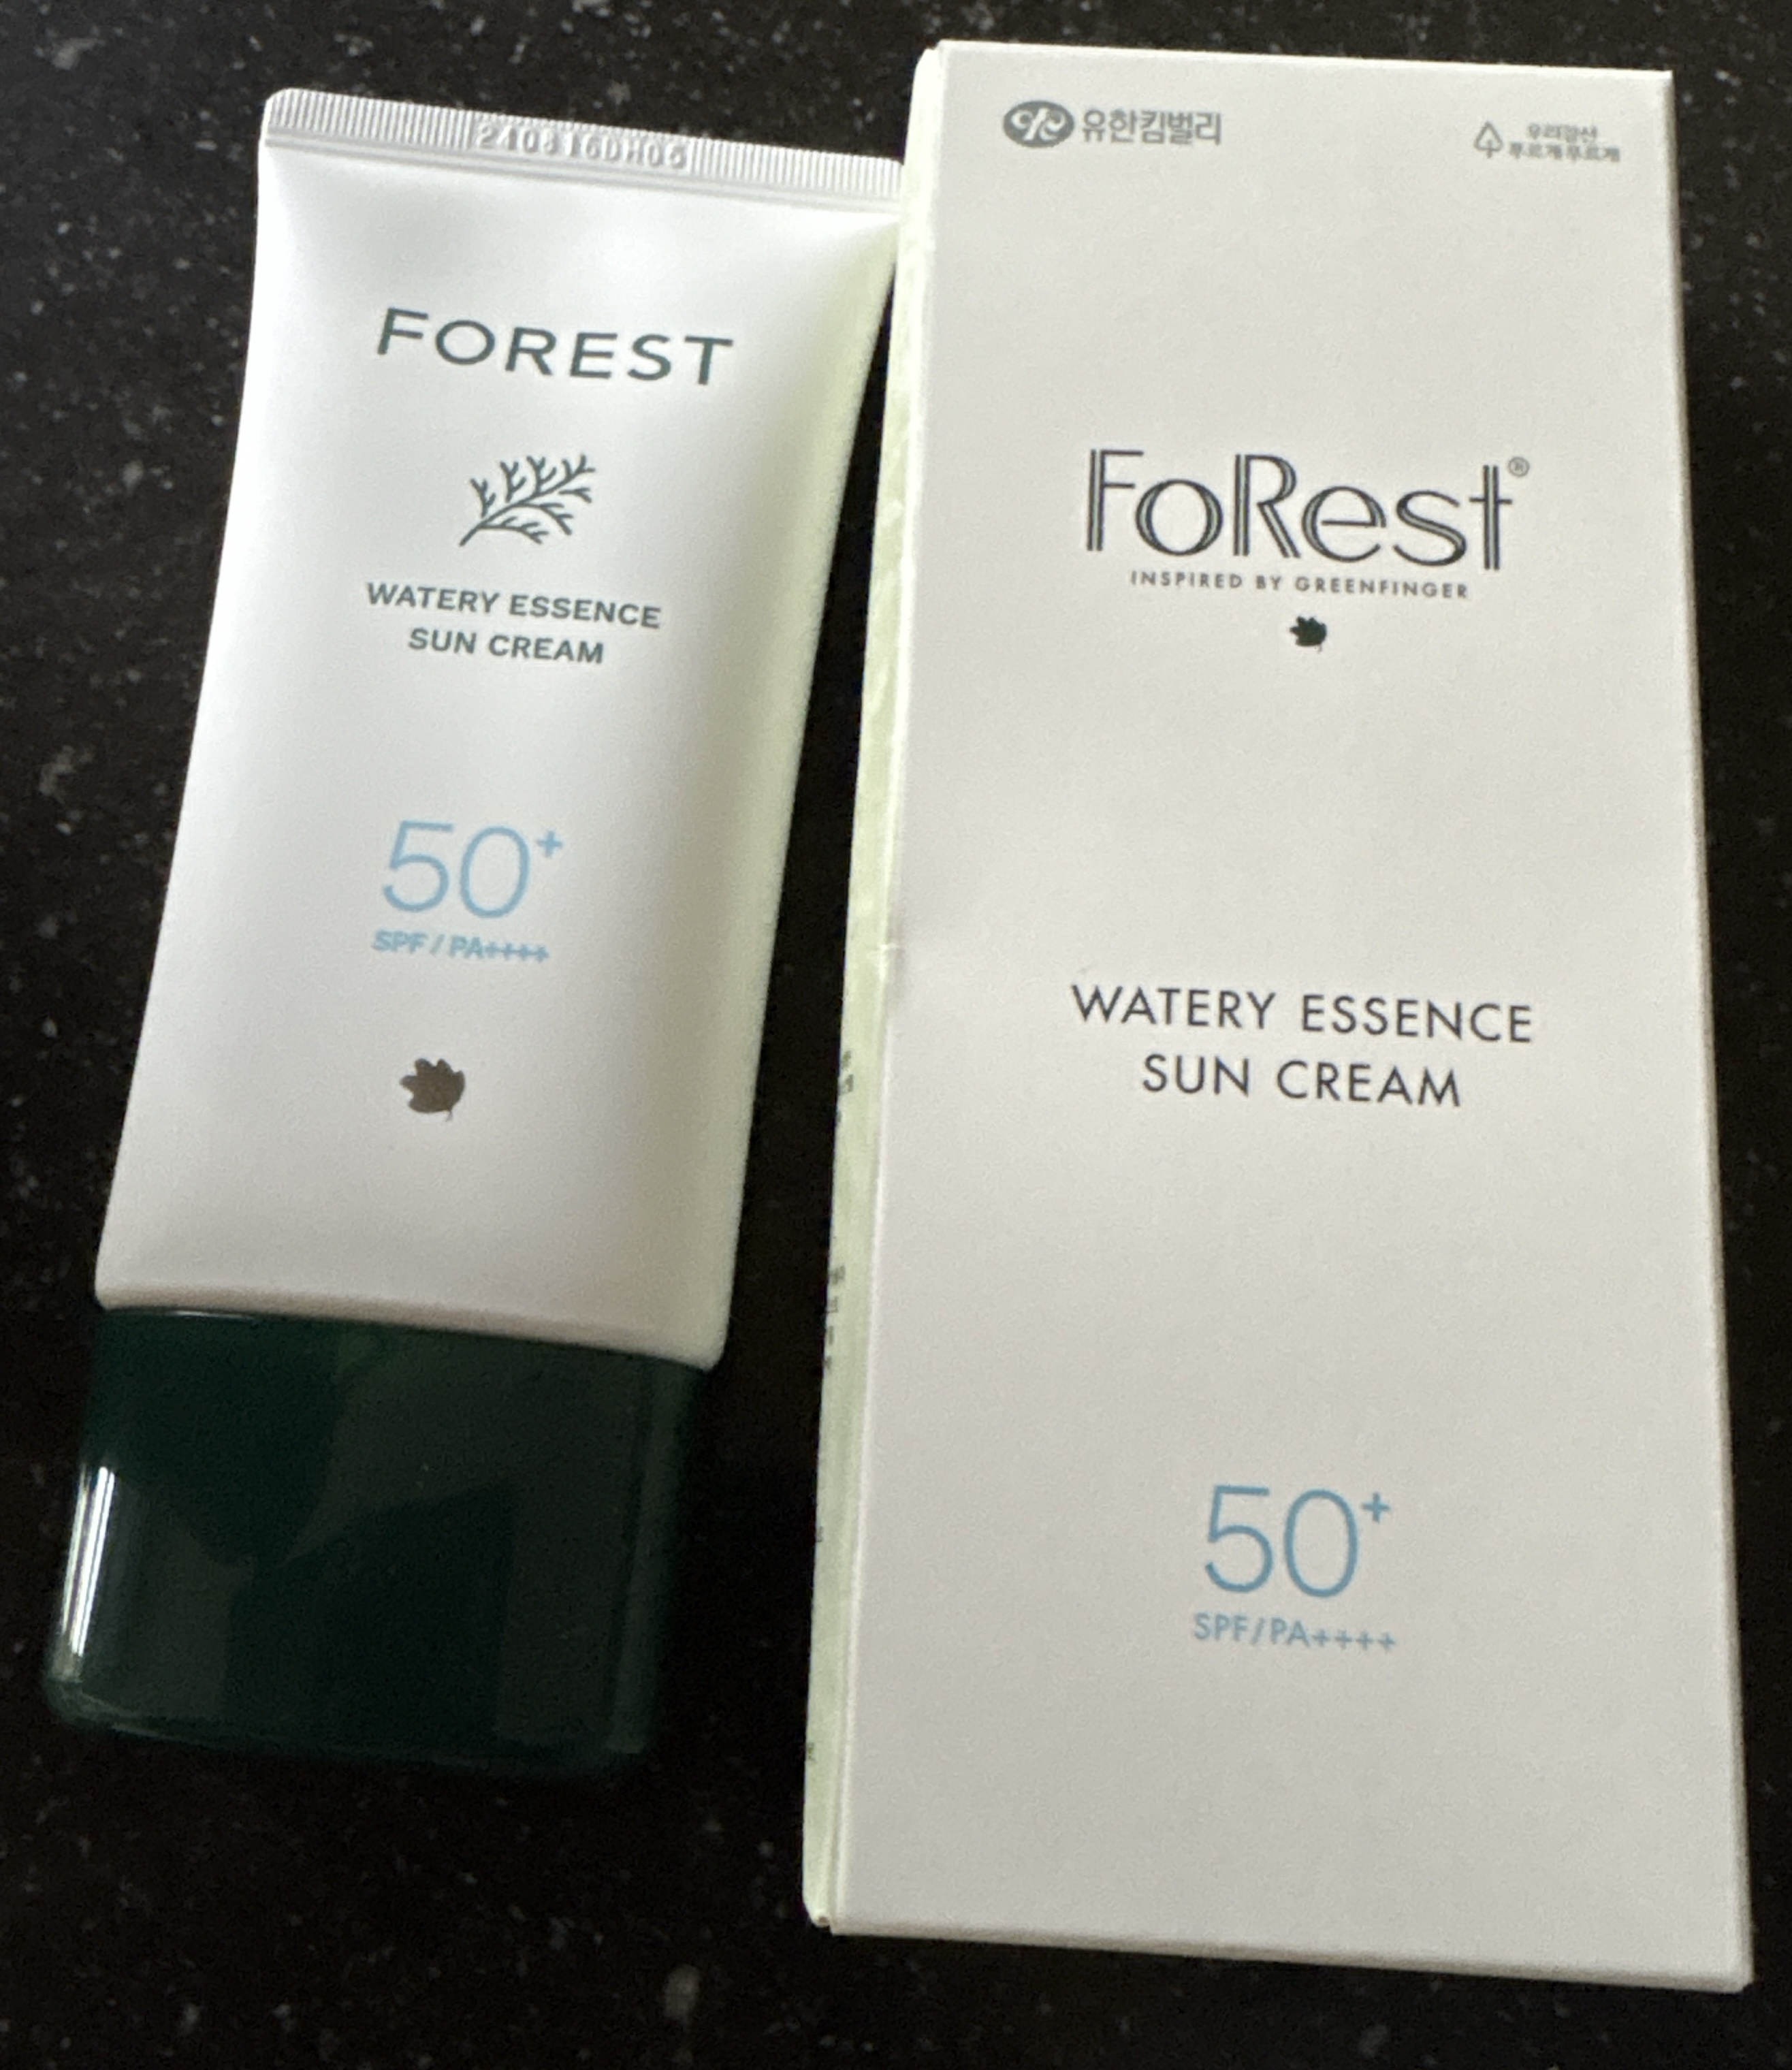 240816DH05
FOREST
WATERY ESSENCE
SUN CREAM
50+
SPF / PA++++
유한킴벌리
우리강산
푸르게 푸르게
FoRest®
INSPIRED BY GREENFINGER
WATERY ESSENCE
SUN CREAM
50+
SPF/PA++++